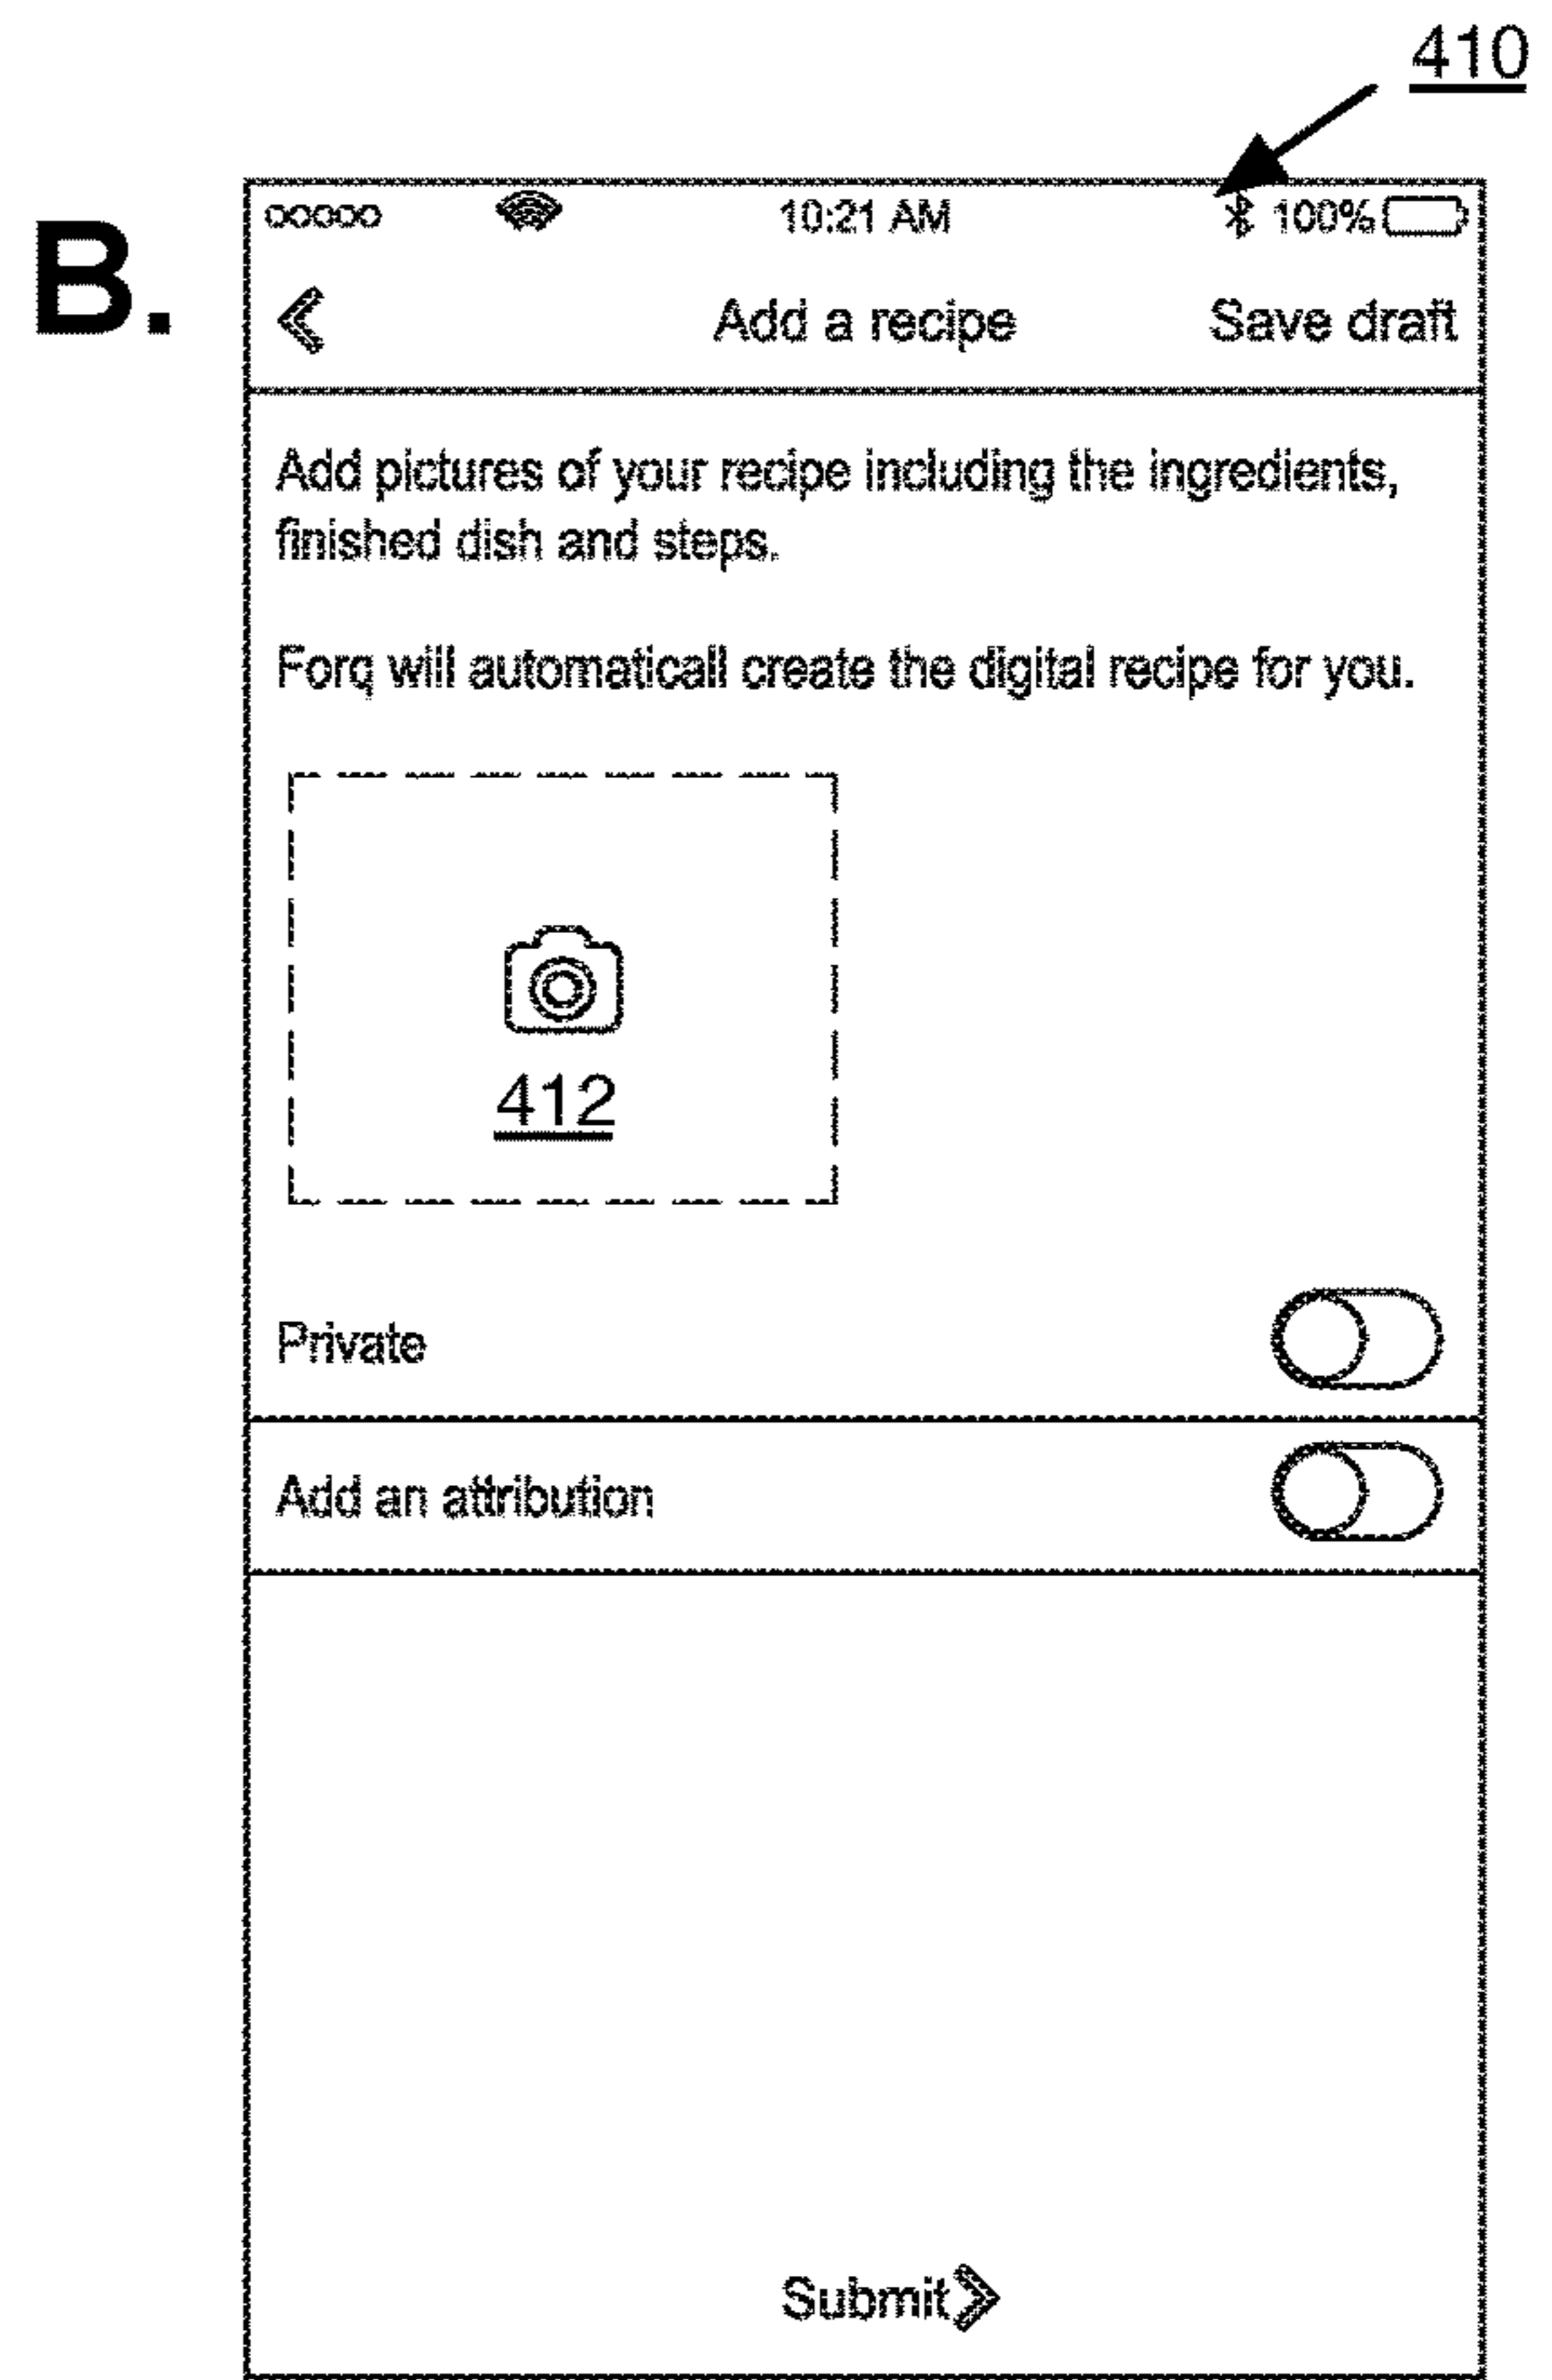 410
B.
10:21 AM 100%
Add a recipe Save draft
Add pictures of your recipe including the ingredients,
finished dish and steps.
Forq will automaticall create the digital recipe for you.
412
Private
Add an attribution
Submit